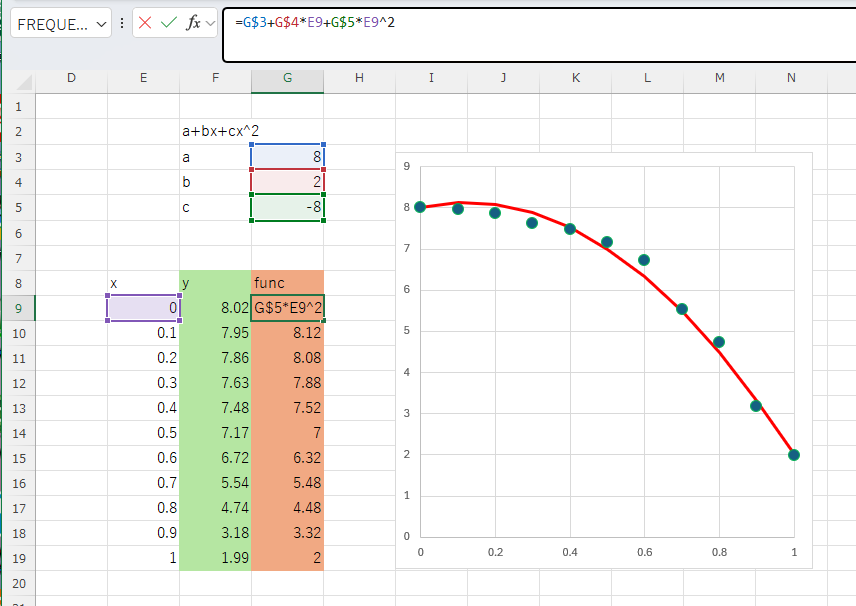 FREQUE...
fx
=G$3+G$4*E9+G$5*E9^2
D E F G H I J K L M N
1
2 a+bx+cx^2
3 a 8
4 b 2
5 c -8
6
7
8 x y func
9 0 8.02 G$5*E9^2
10 0.1 7.95 8.12
11 0.2 7.86 8.08
12 0.3 7.63 7.88
13 0.4 7.48 7.52
14 0.5 7.17 7
15 0.6 6.72 6.32
16 0.7 5.54 5.48
17 0.8 4.74 4.48
18 0.9 3.18 3.32
19 1 1.99 2
20
9
8
7
6
5
4
3
2
1
0
0 0.2 0.4 0.6 0.8 1